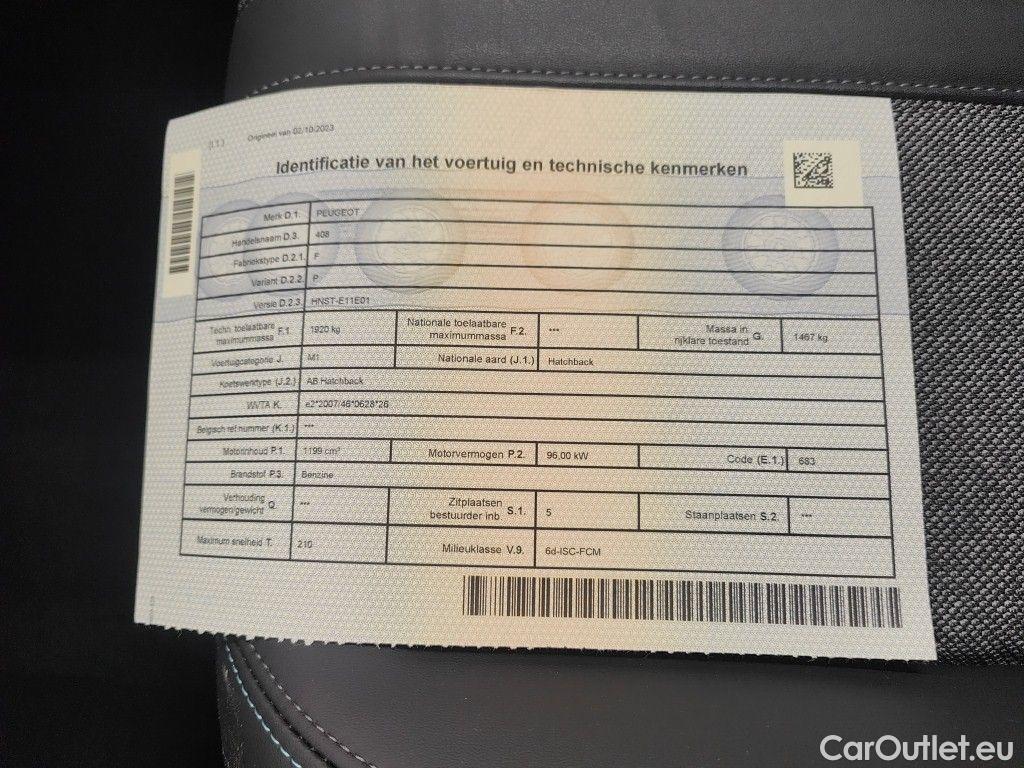 (I.1.) Origineel van 02/10/2023
Identificatie van het voertuig en technische kenmerken
Merk D.1. PEUGEOT
Handelsnaam D.3. 408
Fabriekstype D.2.1. F
Variant D.2.2. P
Versie D.2.3. HNST-E11E01
Techn. toelaatbare maximummassa F.1. 1920 kg Nationale toelaatbare maximummassa F.2. *** Massa in rijklare toestand G. 1467 kg
Voertuigcategorie J. M1 Nationale aard (J.1.) Hatchback
Koetswerktype (J.2.) AB Hatchback
WVTA K. e2*2007/46*0628*26
Belgisch ref.nummer (K.1.) ***
Motorinhoud P.1. 1199 cm³ Motorvermogen P.2. 96,00 kW Code (E.1.) 683
Brandstof P.3. Benzine
Verhouding vermogen/gewicht Q. *** Zitplaatsen bestuurder inb. S.1. 5 Staanplaatsen S.2. ***
Maximum snelheid T. 210 Milieuklasse V.9. 6d-ISC-FCM
CarOutlet.eu